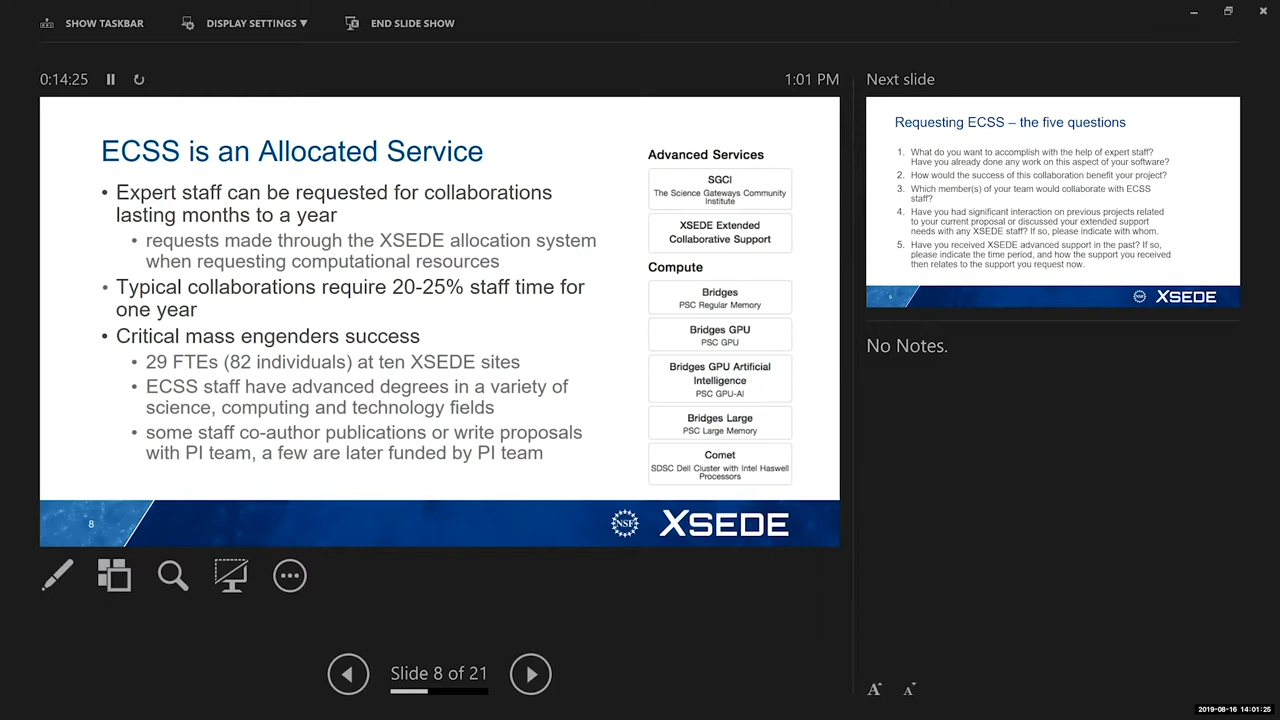 SHOW TASKBAR
DISPLAY SETTINGS ▼
END SLIDE SHOW
0:14:25
1:01 PM
ECSS is an Allocated Service
• Expert staff can be requested for collaborations
lasting months to a year
• requests made through the XSEDE allocation system
when requesting computational resources
• Typical collaborations require 20-25% staff time for
one year
• Critical mass engenders success
• 29 FTEs (82 individuals) at ten XSEDE sites
• ECSS staff have advanced degrees in a variety of
science, computing and technology fields
• some staff co-author publications or write proposals
with PI team, a few are later funded by PI team
Advanced Services
SGCI
The Science Gateways Community
Institute
XSEDE Extended
Collaborative Support
Compute
Bridges
PSC Regular Memory
Bridges GPU
PSC GPU
Bridges GPU Artificial
Intelligence
PSC GPU-AI
Bridges Large
PSC Large Memory
Comet
SDSC Dell Cluster with Intel Haswell
Processors
8
NSF
XSEDE
Next slide
Requesting ECSS – the five questions
1. What do you want to accomplish with the help of expert staff?
Have you already done any work on this aspect of your software?
2. How would the success of this collaboration benefit your project?
3. Which member(s) of your team would collaborate with ECSS
staff?
4. Have you had significant interaction on previous projects related
to your current proposal or discussed your extended support
needs with any XSEDE staff? If so, please indicate with whom.
5. Have you received XSEDE advanced support in the past? If so,
please indicate the time period, and how the support you received
then relates to the support you request now.
9
XSEDE
No Notes.
Slide 8 of 21
A A
2019-08-16 14:01:25